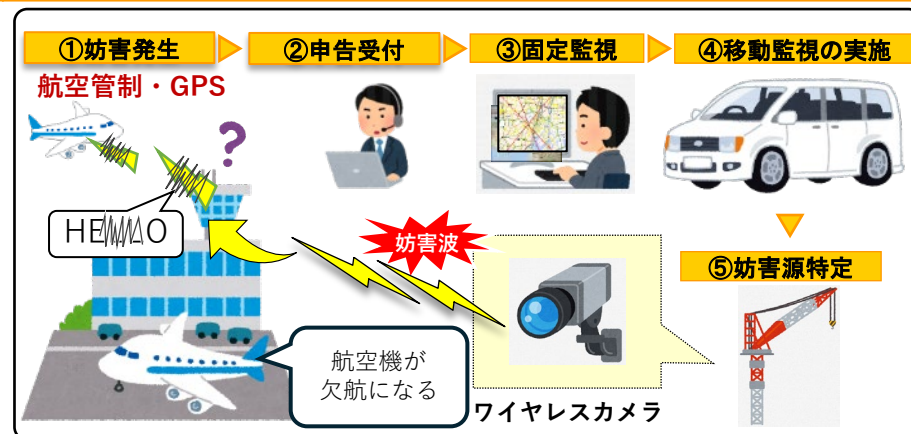 ①妨害発生
②申告受付
③固定監視
④移動監視の実施
航空管制・GPS
?
HE O
妨害波
⑤妨害源特定
航空機が
欠航になる
ワイヤレスカメラ